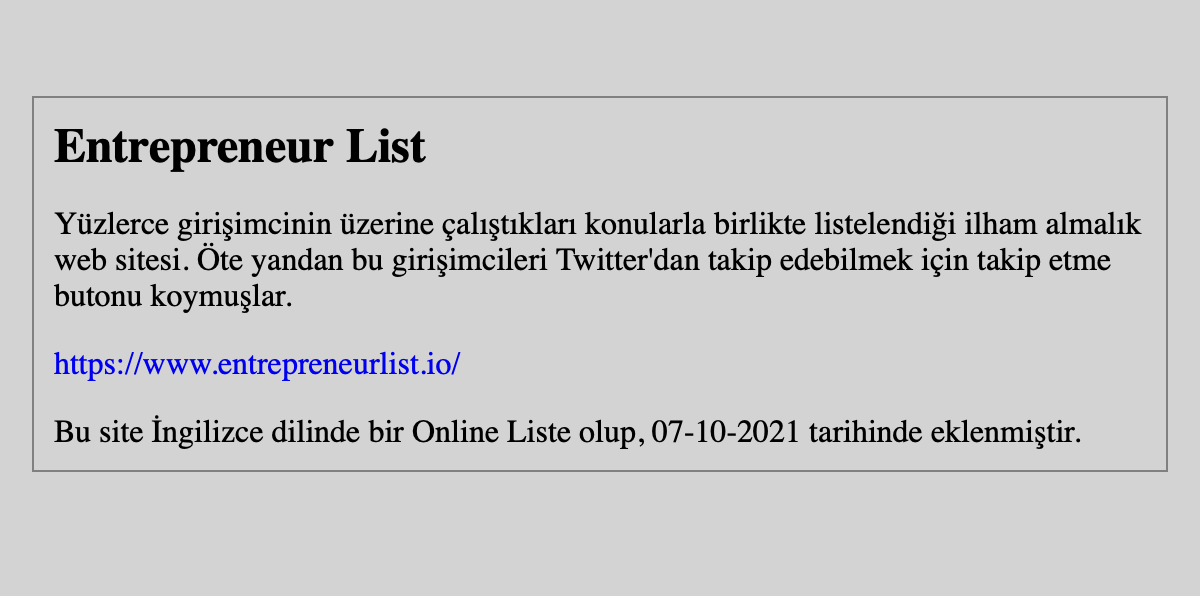 Entrepreneur List
Yüzlerce girişimcinin üzerine çalıştıkları konularla birlikte listelendiği ilham almalık
web sitesi. Öte yandan bu girişimcileri Twitter'dan takip edebilmek için takip etme
butonu koymuşlar.
https://www.entrepreneurlist.io/
Bu site İngilizce dilinde bir Online Liste olup, 07-10-2021 tarihinde eklenmiştir.